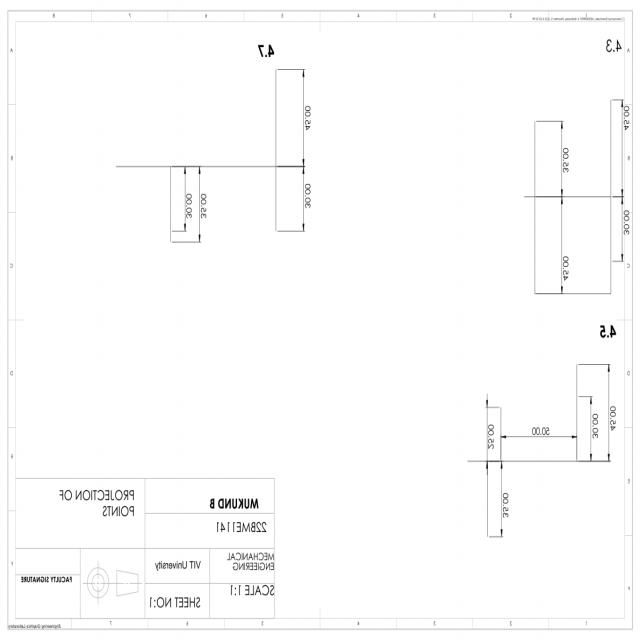 4.3
45.00
35.00
30.00
45.00
4.7
45.00
30.00
35.00
30.00
4.5
45.00
30.00
50.00
25.00
35.00
MUKUND B
22BME1141
PROJECTION OF
POINTS
MECHANICAL
ENGIEERING
VIT University
SCALE 1:1
SHEET NO:1
FACULTY SIGNATURE
Engineering Graphics-Laboratory
1
2
3
4
5
6
7
8
A
B
C
D
E
F